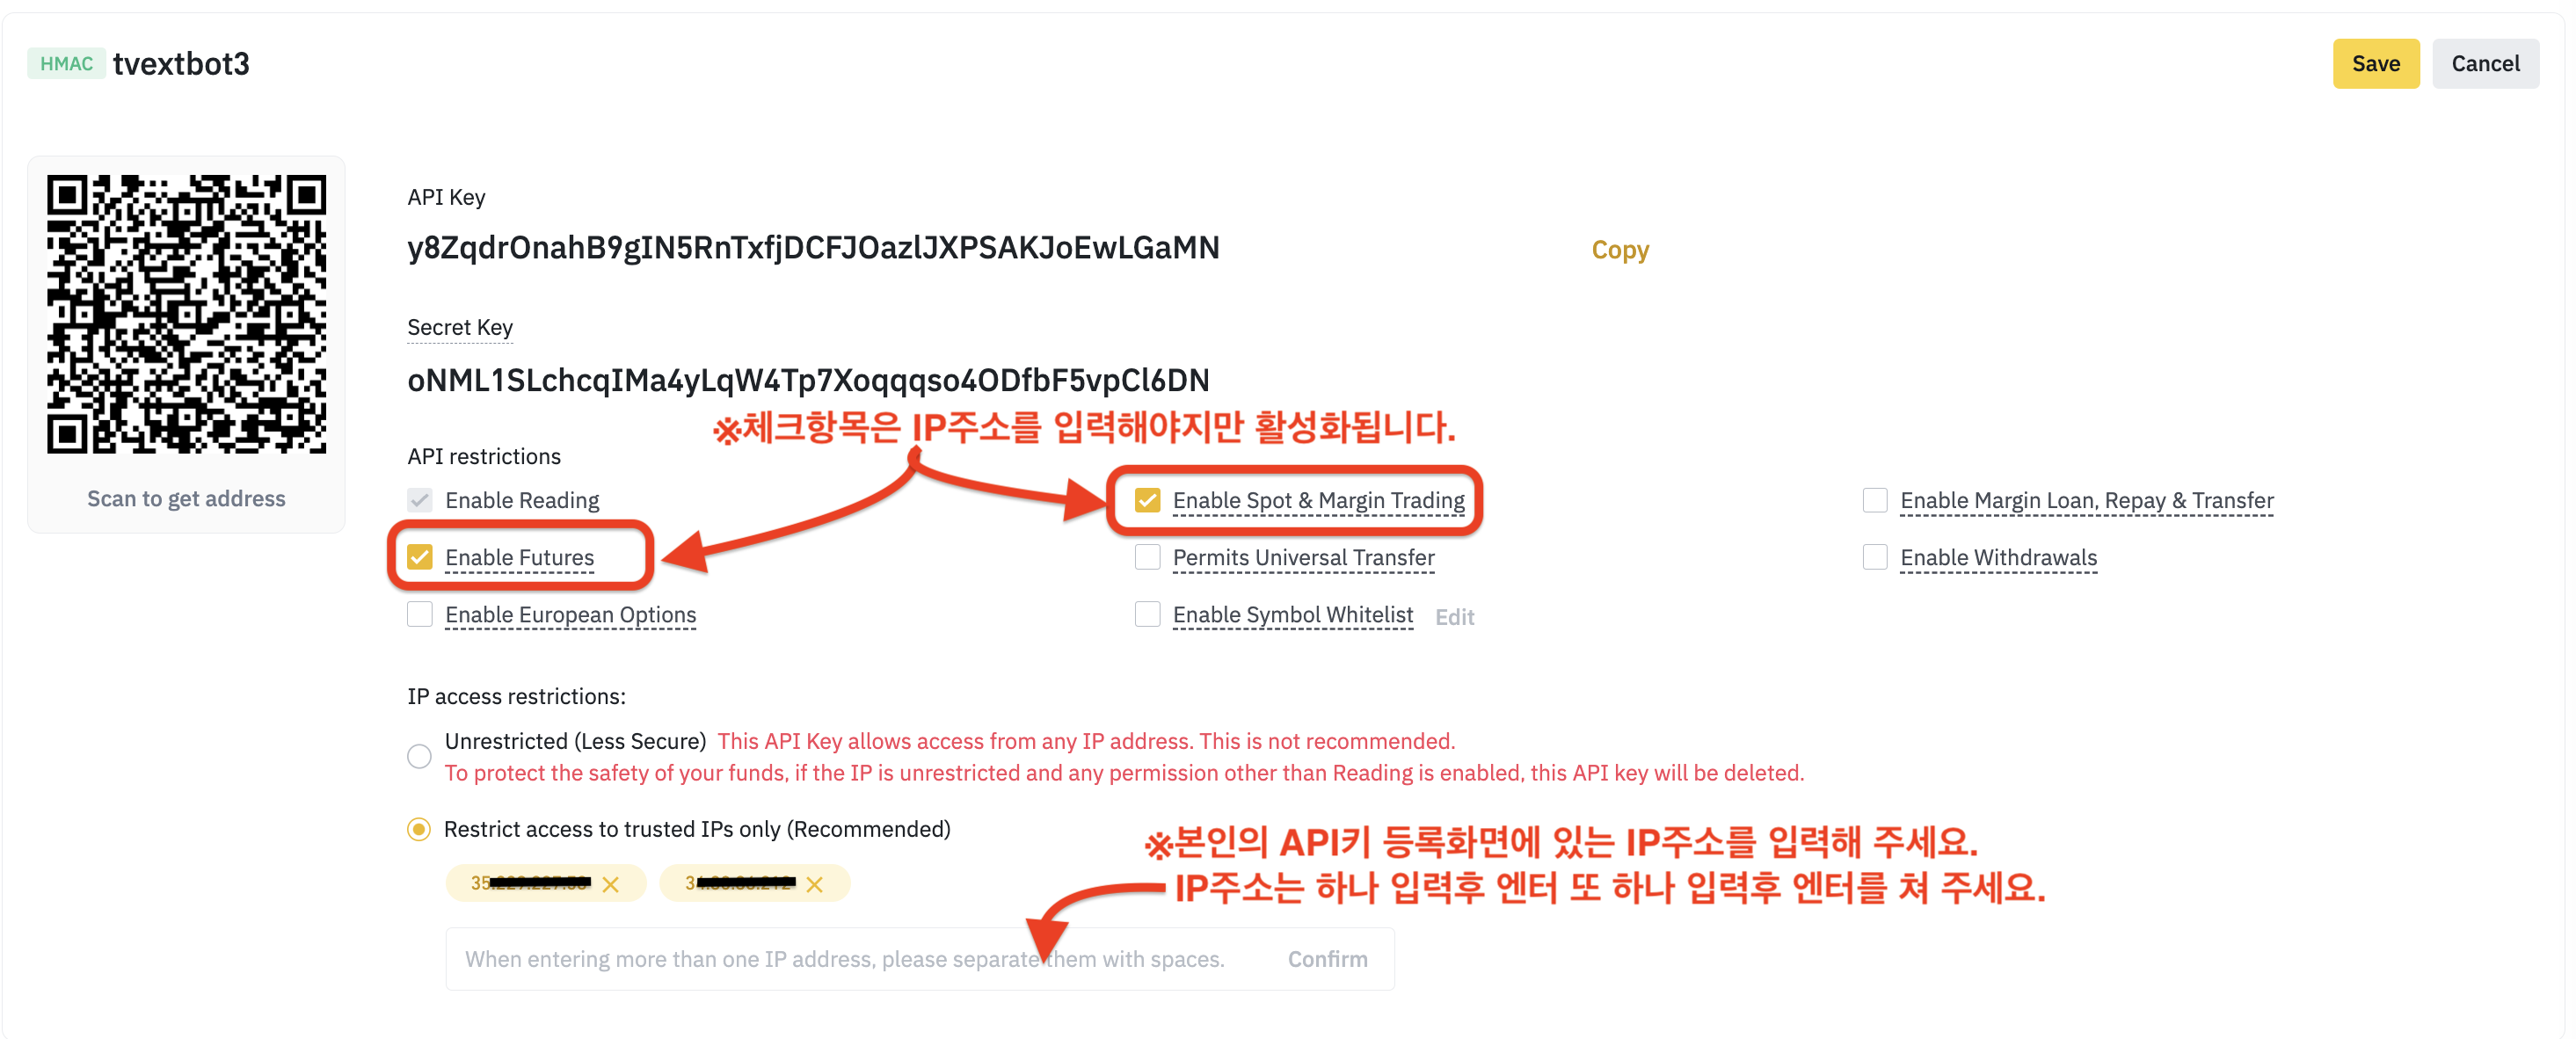 HMAC tvextbot3
Save Cancel
API Key
y8ZqdrOnahB9gIN5RnTxfjDCFJOazlJXPSAKJoEwLGaMN
Copy
Secret Key
oNML1SLchcqIMa4yLqW4Tp7Xoqqqso4ODfbF5vpCl6DN
※체크항목은 IP주소를 입력해야지만 활성화됩니다.
API restrictions
Scan to get address
Enable Reading
Enable Spot & Margin Trading
Enable Margin Loan, Repay & Transfer
Enable Futures
Permits Universal Transfer
Enable Withdrawals
Enable European Options
Enable Symbol Whitelist Edit
IP access restrictions:
Unrestricted (Less Secure) This API Key allows access from any IP address. This is not recommended.
To protect the safety of your funds, if the IP is unrestricted and any permission other than Reading is enabled, this API key will be deleted.
Restrict access to trusted IPs only (Recommended)
※본인의 API키 등록화면에 있는 IP주소를 입력해 주세요.
IP주소는 하나 입력후 엔터 또 하나 입력후 엔터를 쳐 주세요.
When entering more than one IP address, please separate them with spaces.
Confirm